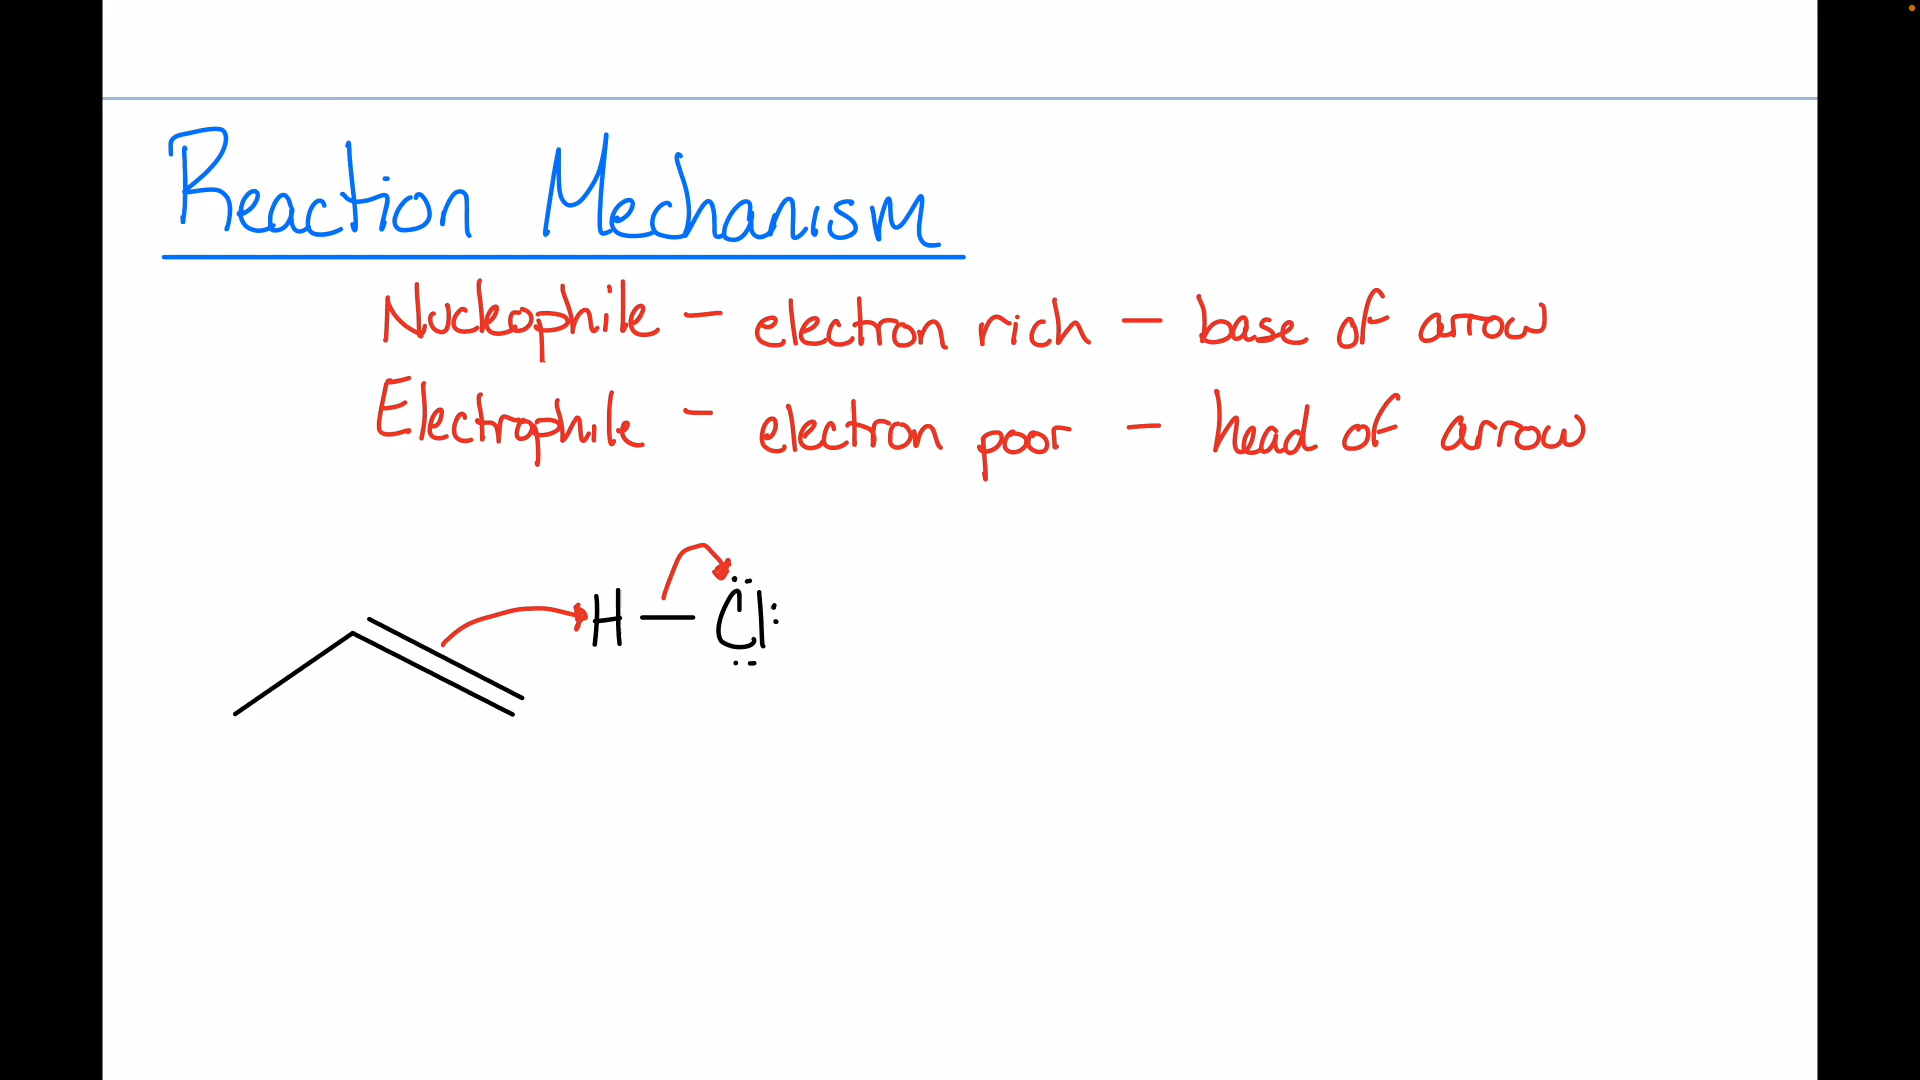 Reaction Mechanism
Nucleophile – electron rich – base of arrow
Electrophile – electron poor – head of arrow
H – Cl